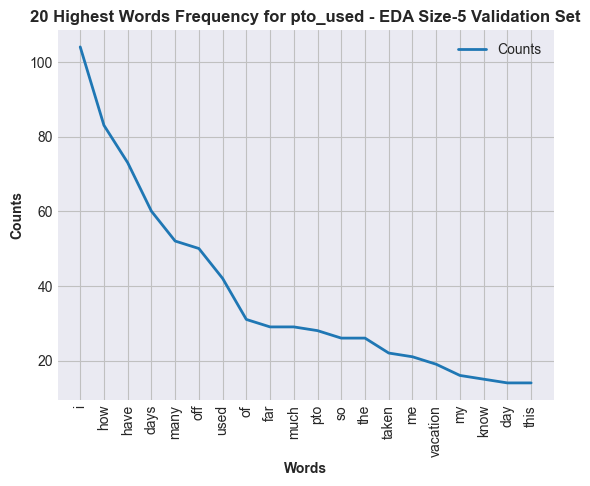 20 Highest Words Frequency for pto_used - EDA Size-5 Validation Set
Counts
100
80
60
40
20
Counts
i
how
have
days
many
off
used
of
far
much
pto
so
the
taken
me
vacation
my
know
day
this
Words